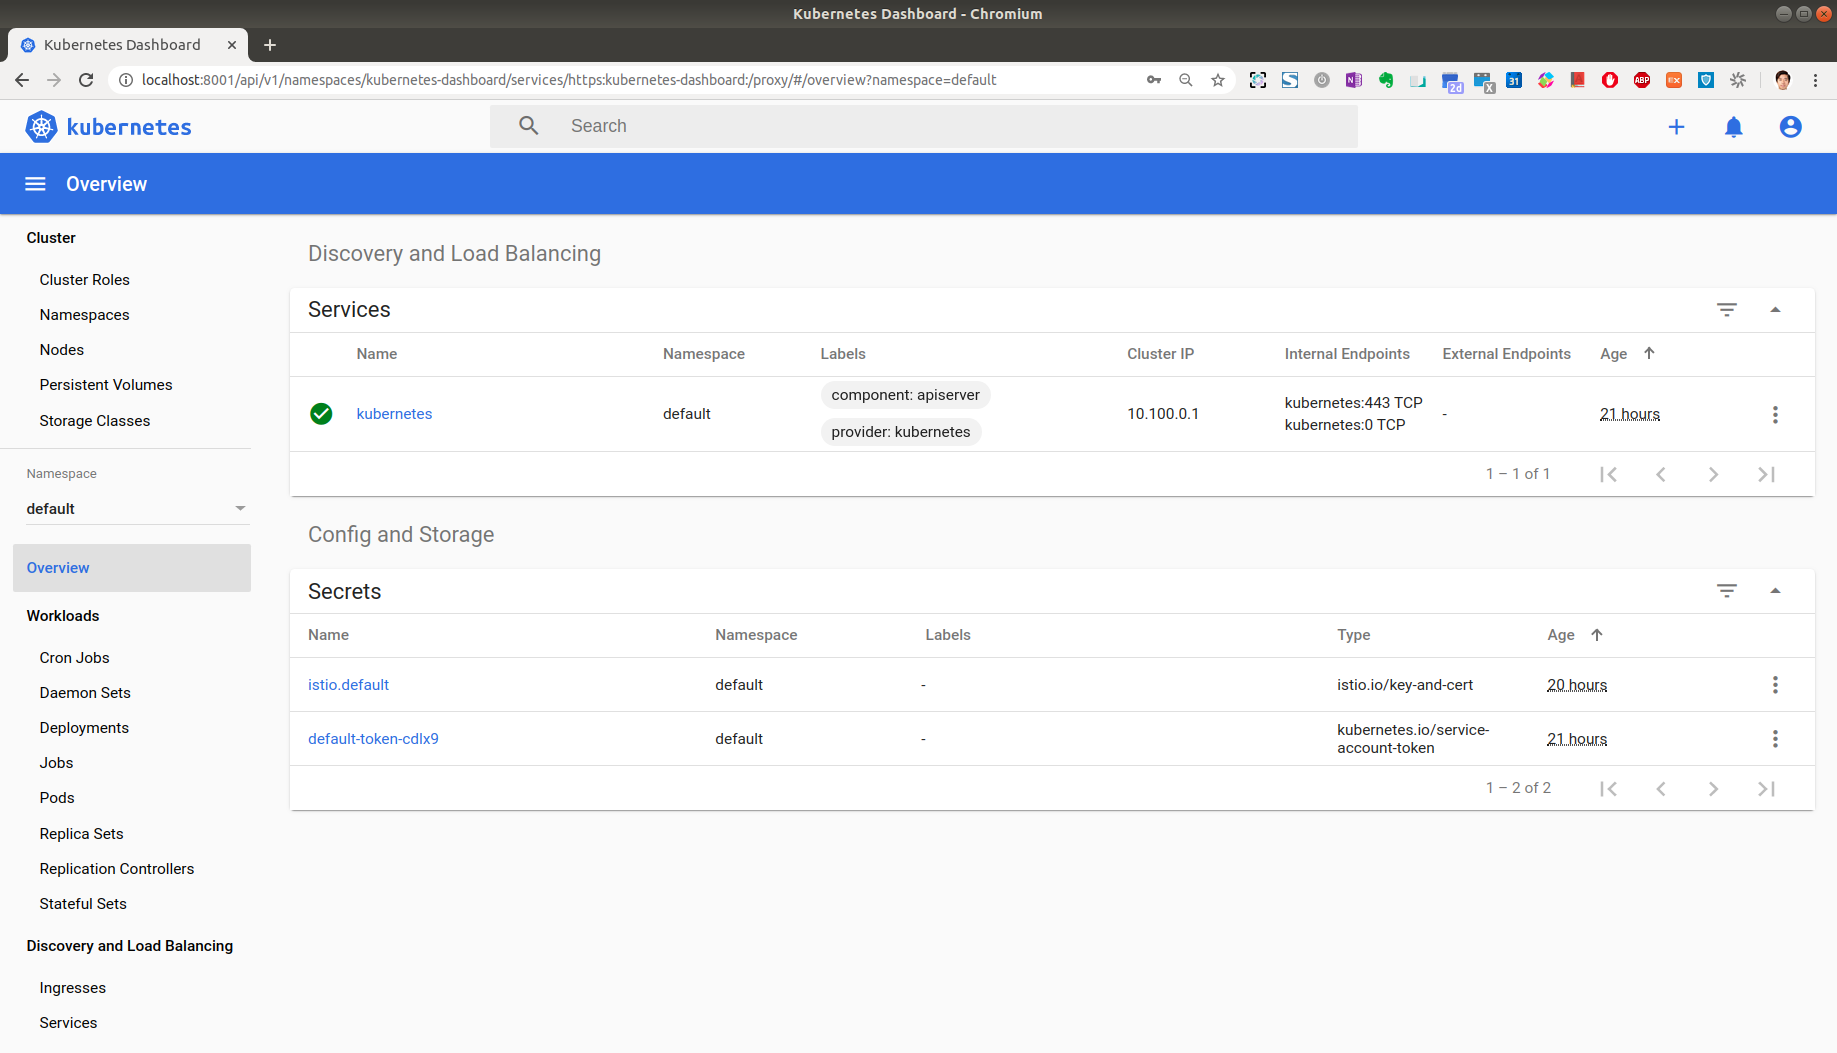 Kubernetes Dashboard - Chromium
Kubernetes Dashboard
localhost:8001/api/v1/namespaces/kubernetes-dashboard/services/https:kubernetes-dashboard:/proxy/#/overview?namespace=default
2d
X
31
ABP
kubernetes
Search
Overview
Cluster
Cluster Roles
Namespaces
Nodes
Persistent Volumes
Storage Classes
Namespace
default
Overview
Workloads
Cron Jobs
Daemon Sets
Deployments
Jobs
Pods
Replica Sets
Replication Controllers
Stateful Sets
Discovery and Load Balancing
Ingresses
Services
Discovery and Load Balancing
Services
Name Namespace Labels Cluster IP Internal Endpoints External Endpoints Age
kubernetes default component: apiserver 10.100.0.1 kubernetes:443 TCP - 21 hours
provider: kubernetes kubernetes:0 TCP
1 – 1 of 1
Config and Storage
Secrets
Name Namespace Labels Type Age
istio.default default - istio.io/key-and-cert 20 hours
default-token-cdlx9 default - kubernetes.io/service- 21 hours
account-token
1 – 2 of 2